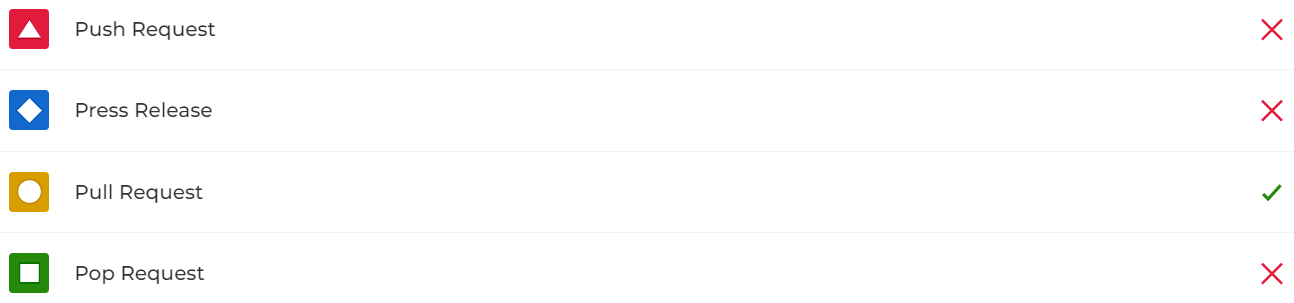 Push Request
Press Release
Pull Request
Pop Request